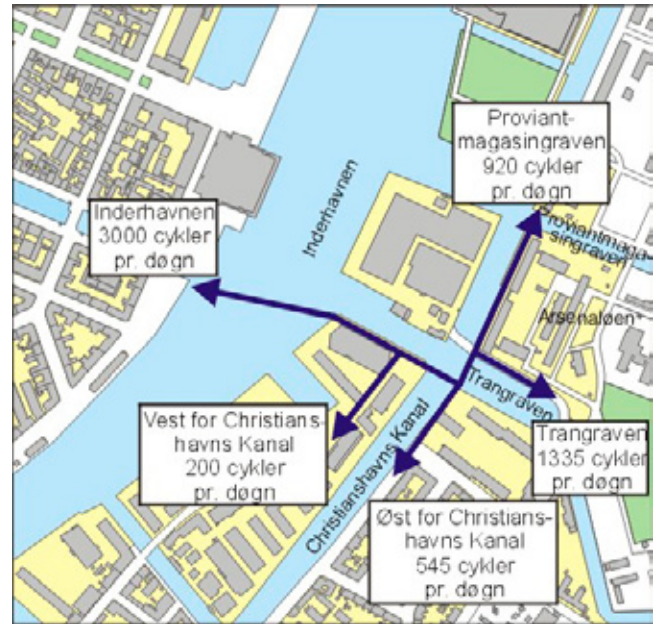 Proviant-
magasingraven
920 cykler
pr. døgn
Inderhavnen
3000 cykler
pr. døgn
Inderhavnen
Proviantmaga-
singraven
Arsenaløen
Trangraven
Vest for Christians-
havns Kanal
200 cykler
pr. døgn
Christianshavns Kanal
Trangraven
1335 cykler
pr. døgn
Øst for Christians-
havns Kanal
545 cykler
pr. døgn